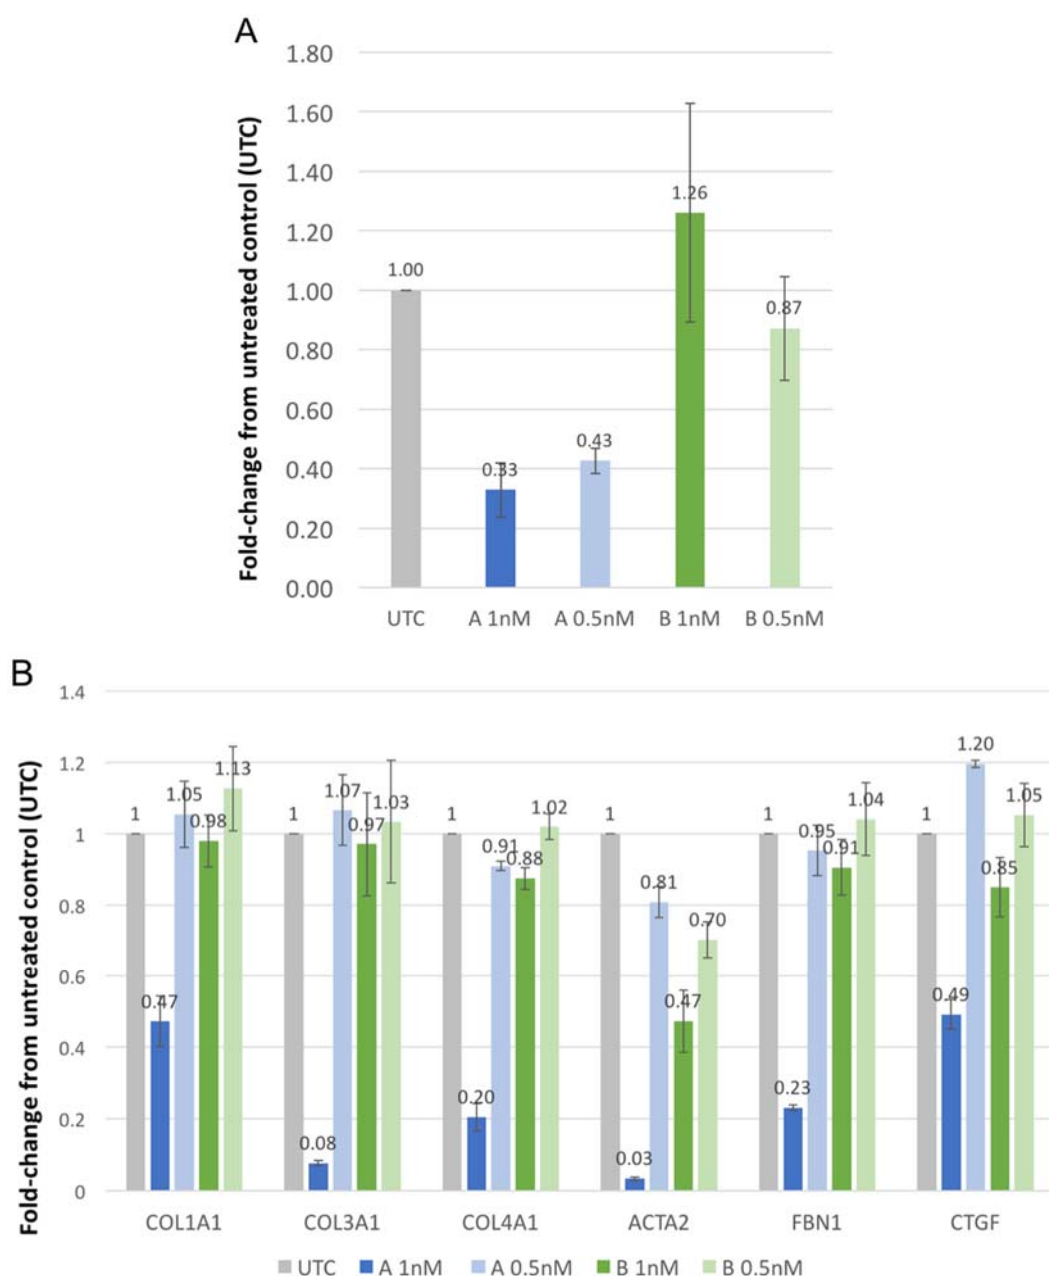 A
Fold-change from untreated control (UTC)
1.80
1.60
1.40
1.20
1.00
0.80
0.60
0.40
0.20
0.00
1.00
0.33
0.43
1.26
0.87
UTC A 1nM A 0.5nM B 1nM B 0.5nM
B
Fold-change from untreated control (UTC)
1.4
1.2
1
0.8
0.6
0.4
0.2
0
1 0.47 1.05 0.98 1.13
1 0.08 1.07 0.97 1.03
1 0.20 0.91 0.88 1.02
1 0.03 0.81 0.47 0.70
1 0.23 0.95 0.91 1.04
1 0.49 1.20 0.85 1.05
COL1A1 COL3A1 COL4A1 ACTA2 FBN1 CTGF
UTC A 1nM A 0.5nM B 1nM B 0.5nM